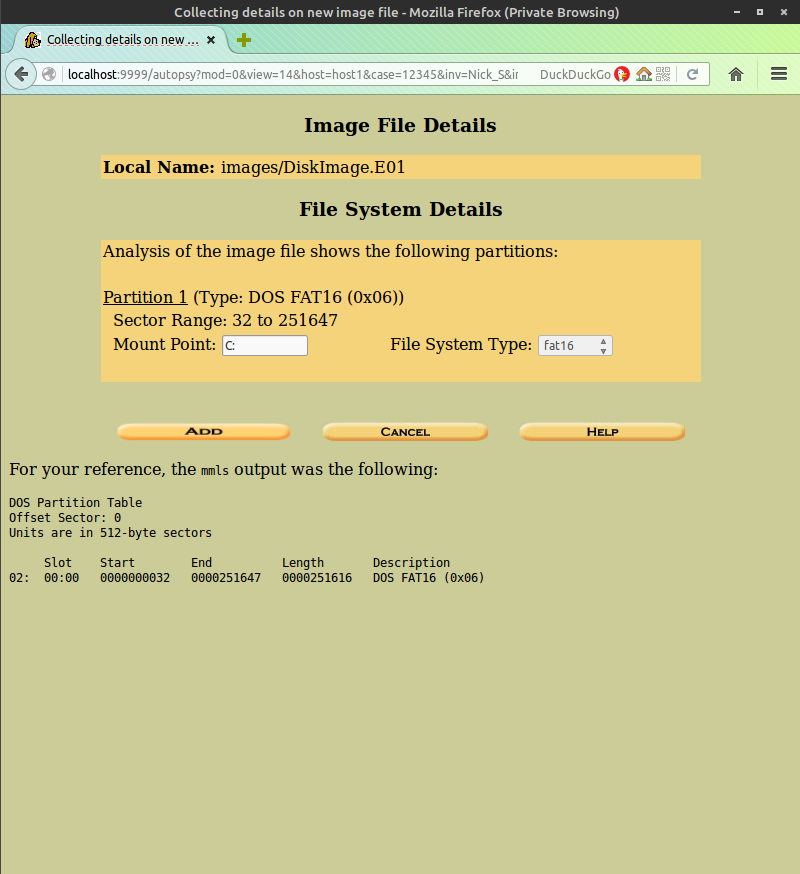 Collecting details on new image file - Mozilla Firefox (Private Browsing)
Collecting details on new ...
localhost:9999/autopsy?mod=0&view=14&host=host1&case=12345&inv=Nick_S&ir DuckDuckGo
Image File Details
Local Name: images/DiskImage.E01
File System Details
Analysis of the image file shows the following partitions:
Partition 1 (Type: DOS FAT16 (0x06))
Sector Range: 32 to 251647
Mount Point: C: File System Type: fat16
ADD CANCEL HELP
For your reference, the mmls output was the following:
DOS Partition Table
Offset Sector: 0
Units are in 512-byte sectors
Slot Start End Length Description
02: 00:00 0000000032 0000251647 0000251616 DOS FAT16 (0x06)